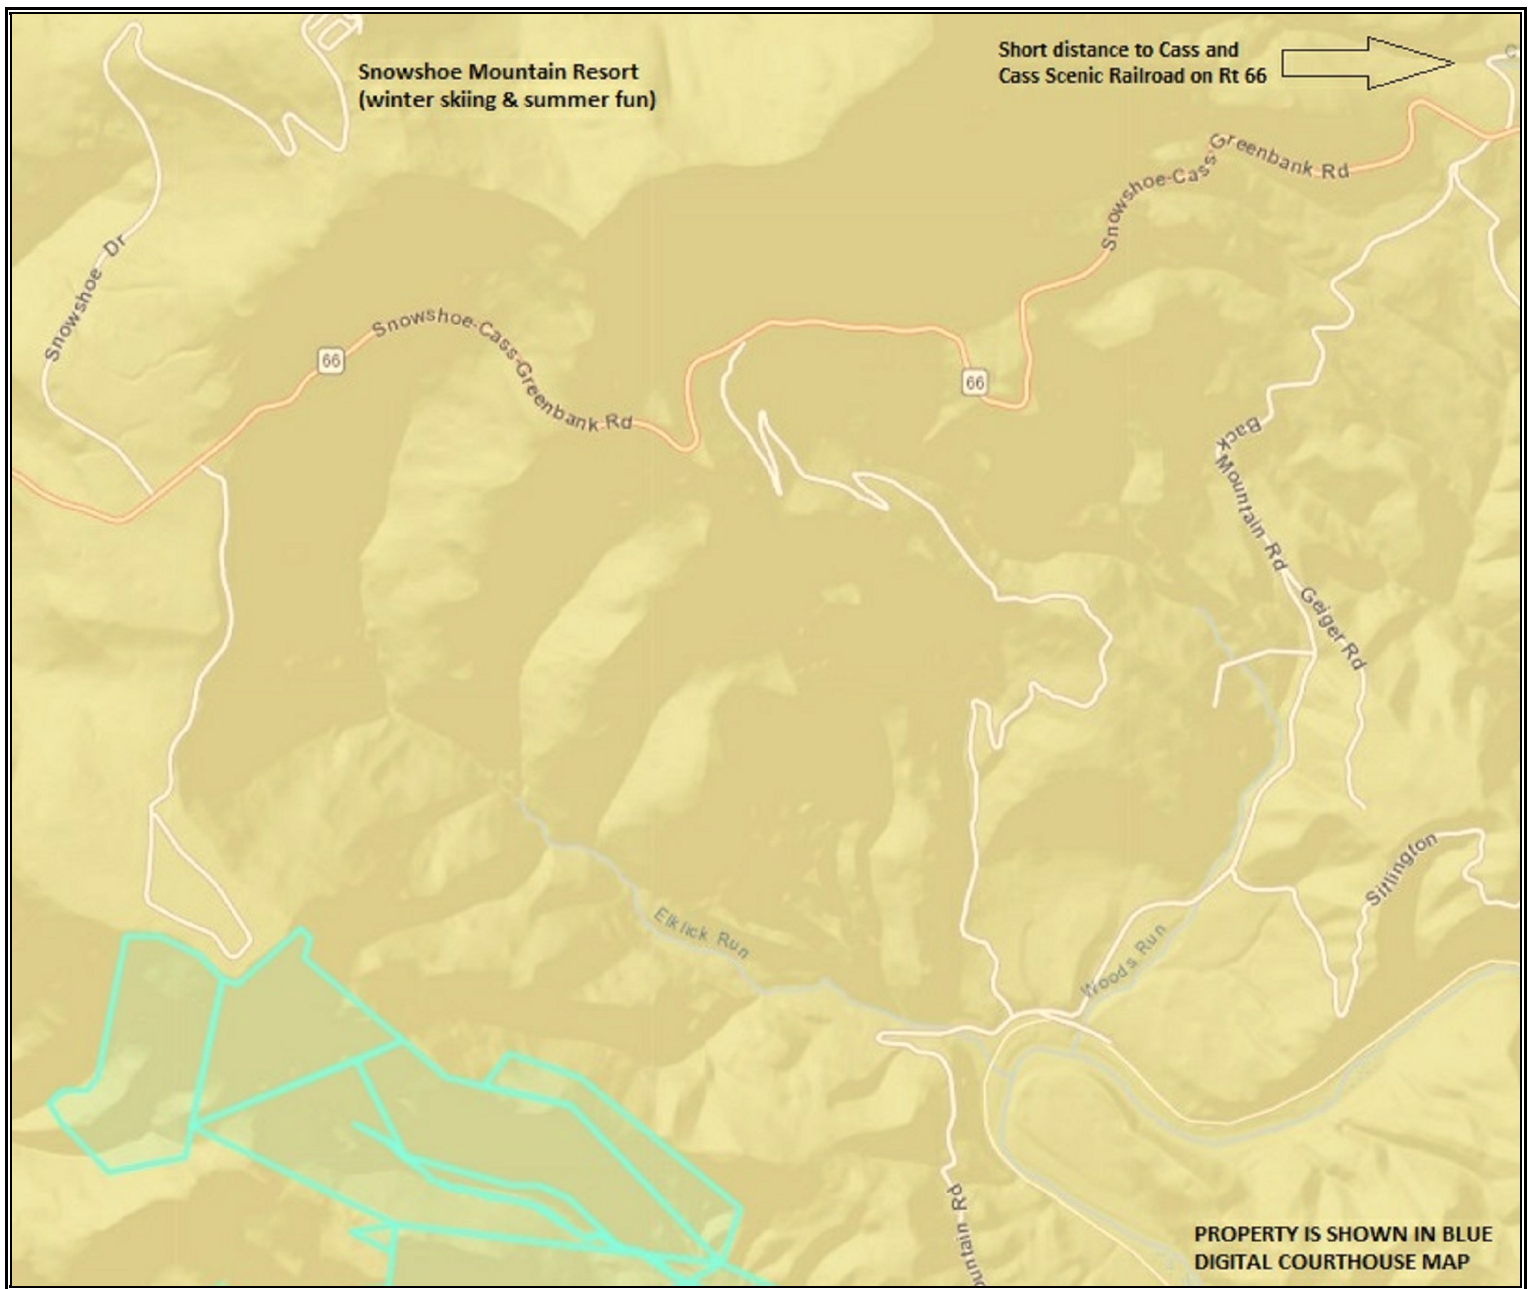 Snowshoe Mountain Resort
(winter skiing & summer fun)
Short distance to Cass and
Cass Scenic Railroad on Rt 66
C
Snowshoe-Cass-Greenbank Rd
Snowshoe Dr
66
Snowshoe-Cass-Greenbank Rd
66
Back Mountain Rd
Geiger Rd
Sitlington
Elklick Run
Woods Run
untain Rd
PROPERTY IS SHOWN IN BLUE
DIGITAL COURTHOUSE MAP